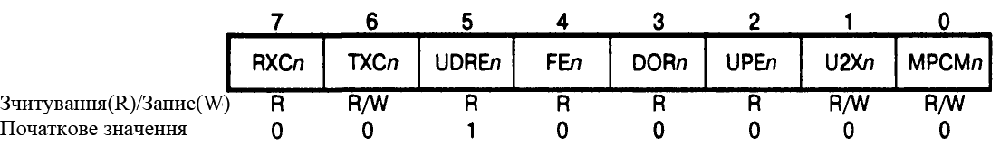 7 6 5 4 3 2 1 0
RXCn TXCn UDREn FEn DORn UPEn U2Xn MPCMn
Зчитування(R)/Запис(W) R R/W R R R R R/W R/W
Початкове значення 0 0 1 0 0 0 0 0